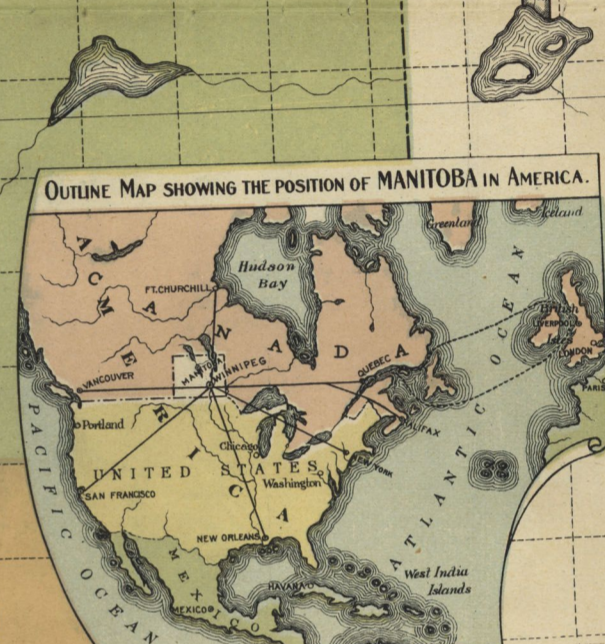 OUTLINE MAP SHOWING THE POSITION OF MANITOBA IN AMERICA.
Greenland
Iceland
Hudson
Bay
FT. CHURCHILL
CANADA
AMERICA
British
Isles
LIVERPOOL
LONDON
PARIS
MANITOBA
WINNIPEG
QUEBEC
VANCOUVER
HALIFAX
Portland
Chicago
NEW YORK
UNITED STATES
Washington
SAN FRANCISCO
NEW ORLEANS
ATLANTIC OCEAN
PACIFIC OCEAN
MEXICO
HAVANA
West India
Islands
MEXICO